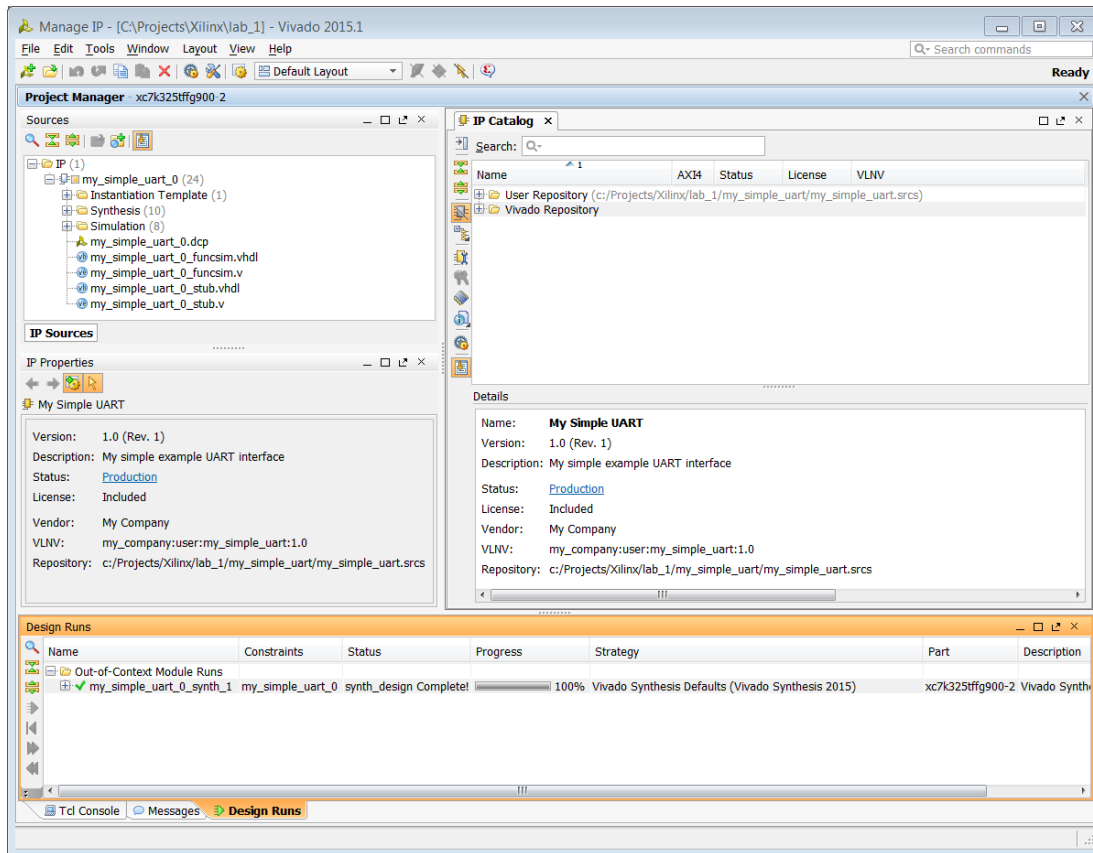 Manage IP - [C:\Projects\Xilinx\lab_1] - Vivado 2015.1
File Edit Tools Window Layout View Help
Search commands
Default Layout
Ready
Project Manager - xc7k325tffg900-2
Sources
IP (1)
my_simple_uart_0 (24)
Instantiation Template (1)
Synthesis (10)
Simulation (8)
my_simple_uart_0.dcp
my_simple_uart_0_funcsim.vhdl
my_simple_uart_0_funcsim.v
my_simple_uart_0_stub.vhdl
my_simple_uart_0_stub.v
IP Sources
IP Properties
My Simple UART
Version: 1.0 (Rev. 1)
Description: My simple example UART interface
Status: Production
License: Included
Vendor: My Company
VLNV: my_company:user:my_simple_uart:1.0
Repository: c:/Projects/Xilinx/lab_1/my_simple_uart/my_simple_uart.srcs
IP Catalog
Search:
Name 1 AXI4 Status License VLNV
User Repository (c:/Projects/Xilinx/lab_1/my_simple_uart/my_simple_uart.srcs)
Vivado Repository
Details
Name: My Simple UART
Version: 1.0 (Rev. 1)
Description: My simple example UART interface
Status: Production
License: Included
Vendor: My Company
VLNV: my_company:user:my_simple_uart:1.0
Repository: c:/Projects/Xilinx/lab_1/my_simple_uart/my_simple_uart.srcs
Design Runs
Name Constraints Status Progress Strategy Part Description
Out-of-Context Module Runs
my_simple_uart_0_synth_1 my_simple_uart_0 synth_design Complete! 100% Vivado Synthesis Defaults (Vivado Synthesis 2015) xc7k325tffg900-2 Vivado Synthe
Tcl Console Messages Design Runs